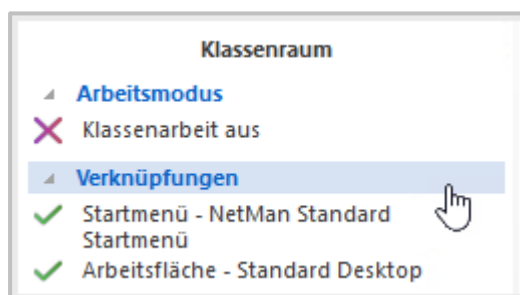 Klassenraum
Arbeitsmodus
Klassenarbeit aus
Verknüpfungen
Startmenü - NetMan Standard
Startmenü
Arbeitsfläche - Standard Desktop